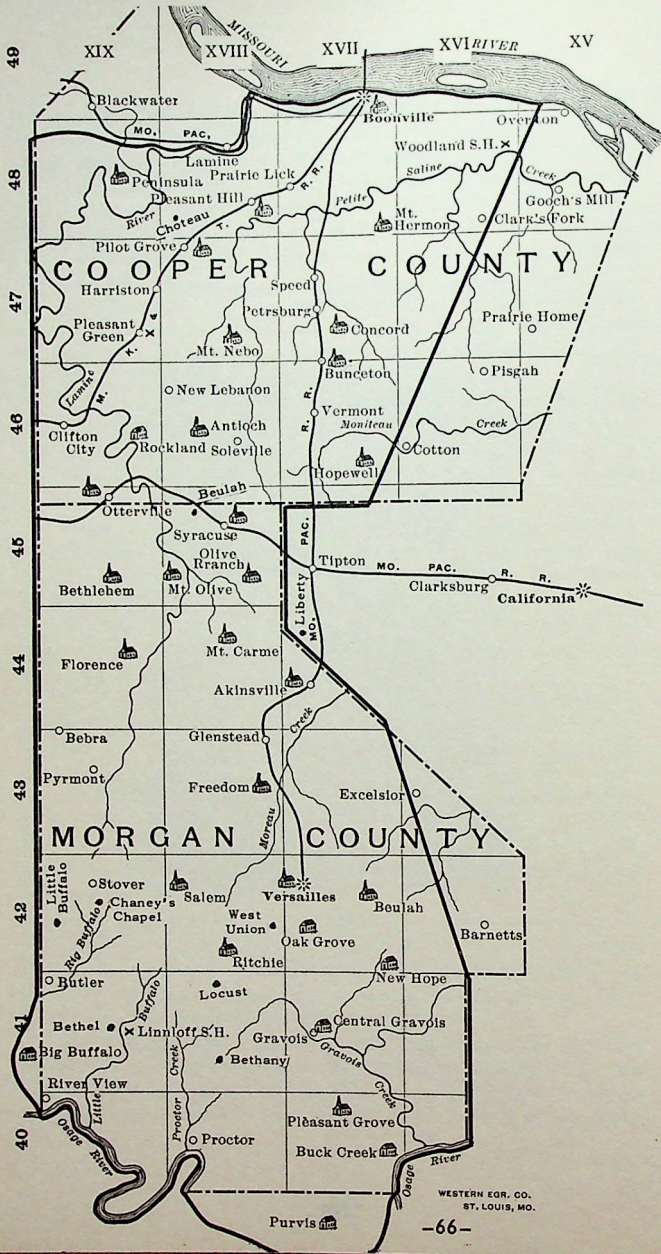 XIX XVIII XVII XVI XV
MISSOURI RIVER
49
Blackwater
Boonville
Overton
MO. PAC.
Woodland S.H.
Lamine
Prairie Lick
R. R.
Saline Creek
48
Peninsula
Pleasant Hill
Petite
Gooch's Mill
River
Choteau
T.
Mt. Hermon
Clark's Fork
Pilot Grove
COOPER COUNTY
Harriston
Speed
47
Petrsburg
Prairie Home
Pleasant Green
&
Concord
K.
Mt. Nebo
Bunceton
Pisgah
Lamine
M.
New Lebanon
R. R.
Vermont
46
Antioch
Moniteau Creek
Clifton City
Rockland
Soleville
Cotton
Hopewell
Beulah
Otterville
Syracuse
PAC.
45
Olive Rranch
Tipton
MO. PAC. R. R.
Bethlehem
Mt. Olive
Clarksburg
California
Liberty
MO.
Mt. Carme
44
Florence
Akinsville
Creek
Bebra
Glenstead
43
Pyrmont
Freedom
Excelsior
Moreau
MORGAN COUNTY
Little Buffalo
Stover
Salem
Versailles
Beulah
Chaney's Chapel
42
Big Buffalo
West Union
Oak Grove
Barnetts
Ritchie
Butler
New Hope
Buffalo
Locust
41
Bethel
Linnloff S.H.
Central Gravois
Gravois
Big Buffalo
Creek
Bethany
Gravois Creek
River View
Little
40
Pleasant Grove
Osage River
Proctor
Proctor
Buck Creek
Osage River
WESTERN EGR. CO.
ST. LOUIS, MO.
Purvis
–66–